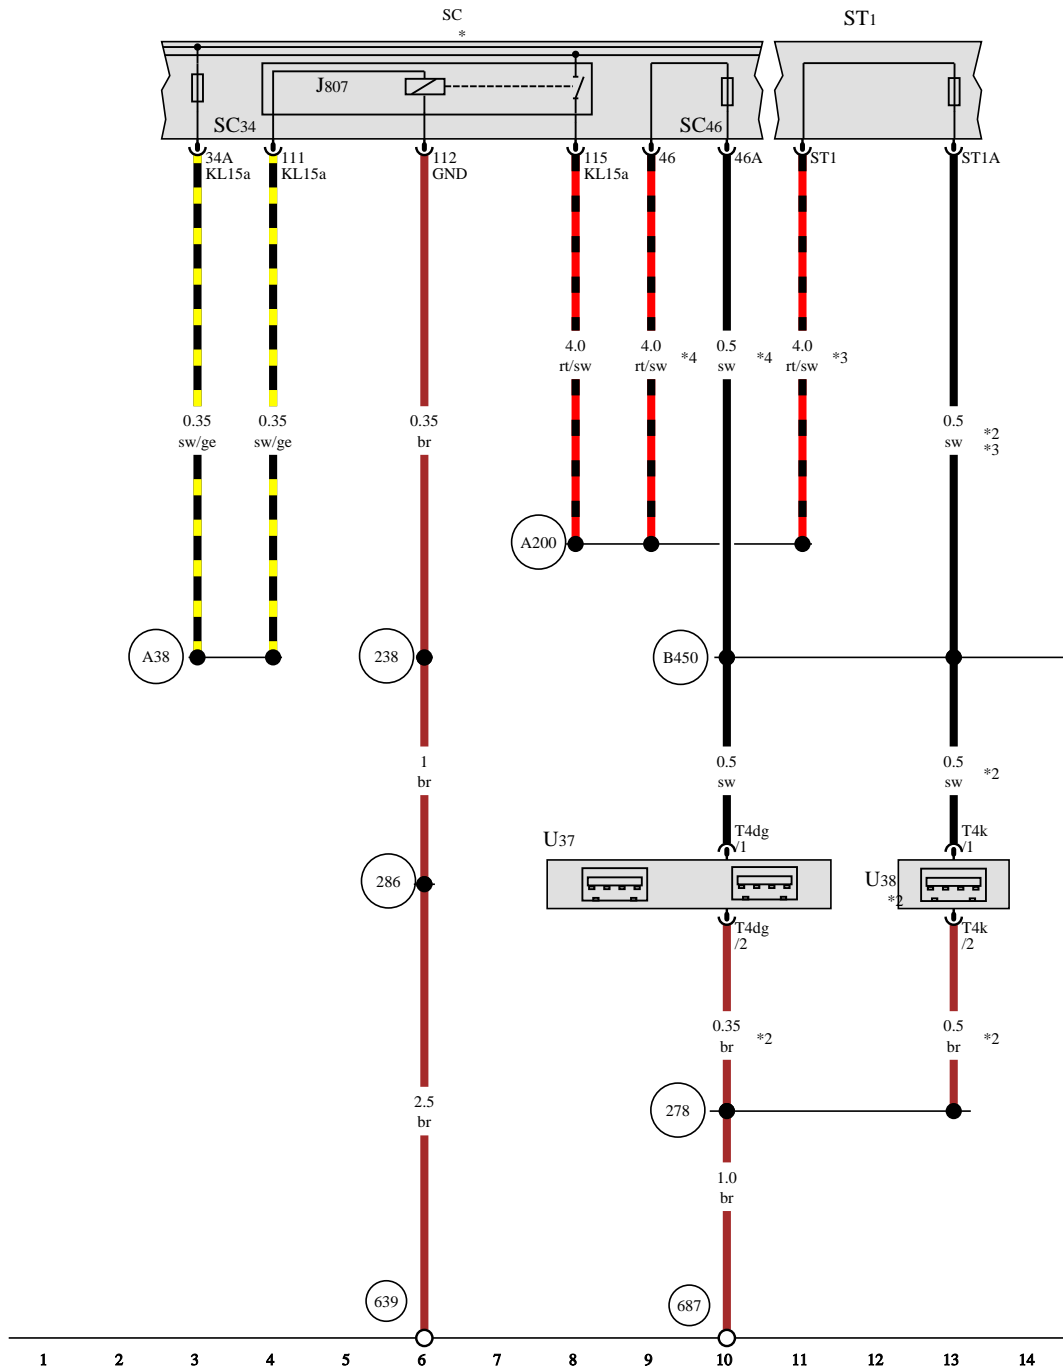 SC
*
ST1
J807
SC34
SC46
34A
KL15a
111
KL15a
112
GND
115
KL15a
46
46A
ST1
ST1A
4.0
rt/sw
4.0
rt/sw
*4
0.5
sw
*4
4.0
rt/sw
*3
0.35
sw/ge
0.35
sw/ge
0.35
br
0.5
sw
*2
*3
A200
A38
238
B450
1
br
0.5
sw
0.5
sw
*2
U37
T4dg
/1
T4k
/1
286
U38
*2
T4dg
/2
T4k
/2
0.35
br
*2
0.5
br
*2
2.5
br
278
1.0
br
639
687
1 2 3 4 5 6 7 8 9 10 11 12 13 14